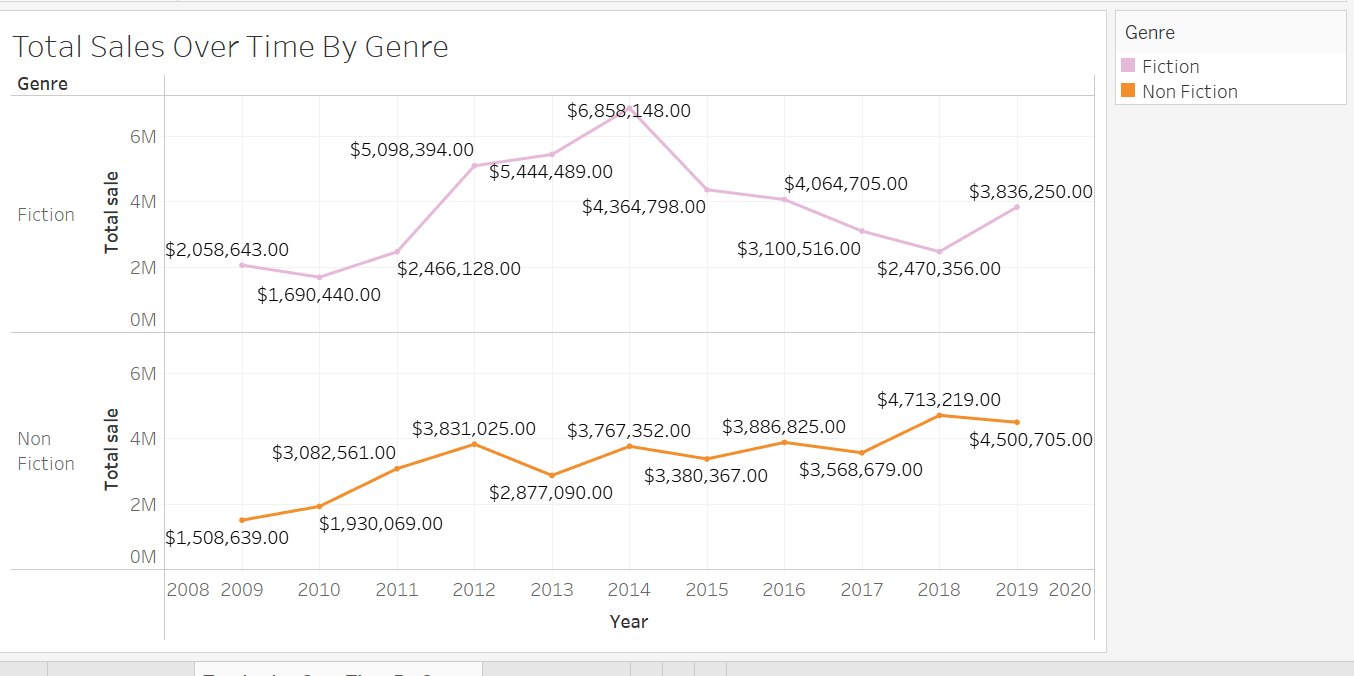 Total Sales Over Time By Genre
Genre
Fiction
Total sale
6M
4M
2M
0M
$2,058,643.00
$1,690,440.00
$2,466,128.00
$5,098,394.00
$5,444,489.00
$6,858,148.00
$4,364,798.00
$4,064,705.00
$3,100,516.00
$2,470,356.00
$3,836,250.00
Non
Fiction
Total sale
6M
4M
2M
0M
$1,508,639.00
$1,930,069.00
$3,082,561.00
$3,831,025.00
$2,877,090.00
$3,767,352.00
$3,380,367.00
$3,886,825.00
$3,568,679.00
$4,713,219.00
$4,500,705.00
2008 2009 2010 2011 2012 2013 2014 2015 2016 2017 2018 2019 2020
Year
Genre
Fiction
Non Fiction